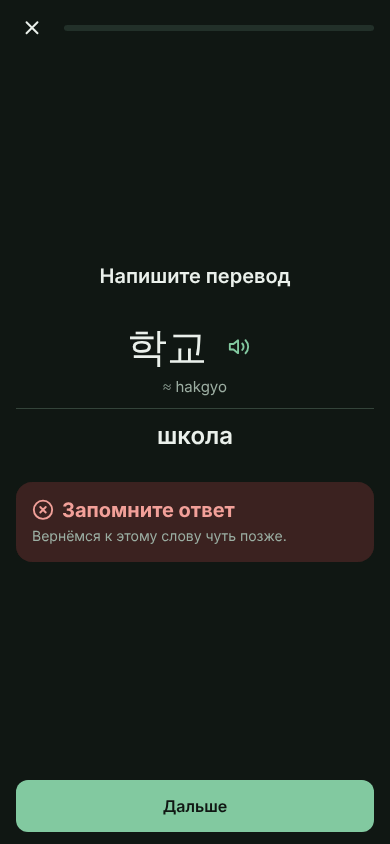 Напишите перевод
학교
≈ hakgyo
школа
Запомните ответ
Вернёмся к этому слову чуть позже.
Дальше